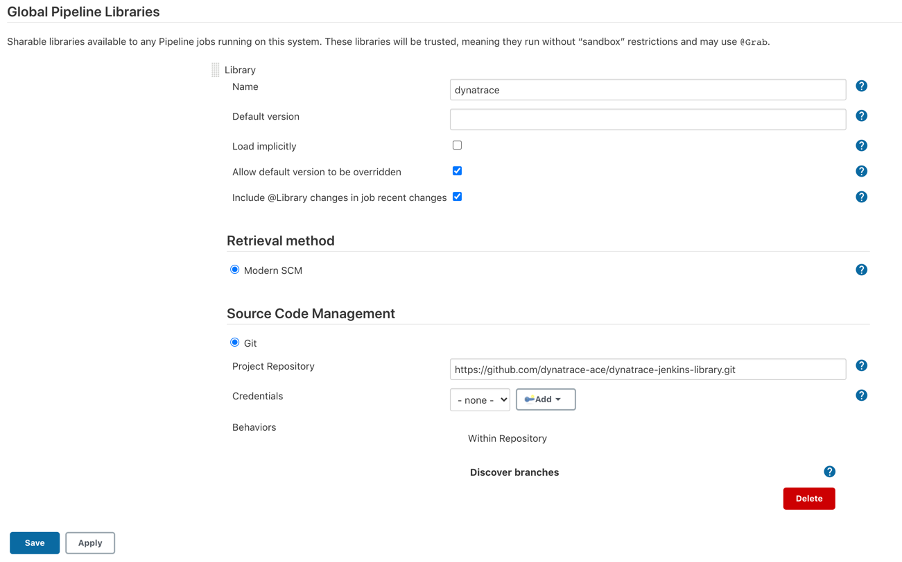 Global Pipeline Libraries
Sharable libraries available to any Pipeline jobs running on this system. These libraries will be trusted, meaning they run without “sandbox” restrictions and may use @Grab.
Library
Name
dynatrace
?
Default version
?
Load implicitly
?
Allow default version to be overridden
?
Include @Library changes in job recent changes
?
Retrieval method
Modern SCM
?
Source Code Management
Git
Project Repository
https://github.com/dynatrace-ace/dynatrace-jenkins-library.git
?
Credentials
- none -
Add
?
Behaviors
Within Repository
Discover branches
?
Delete
Save
Apply